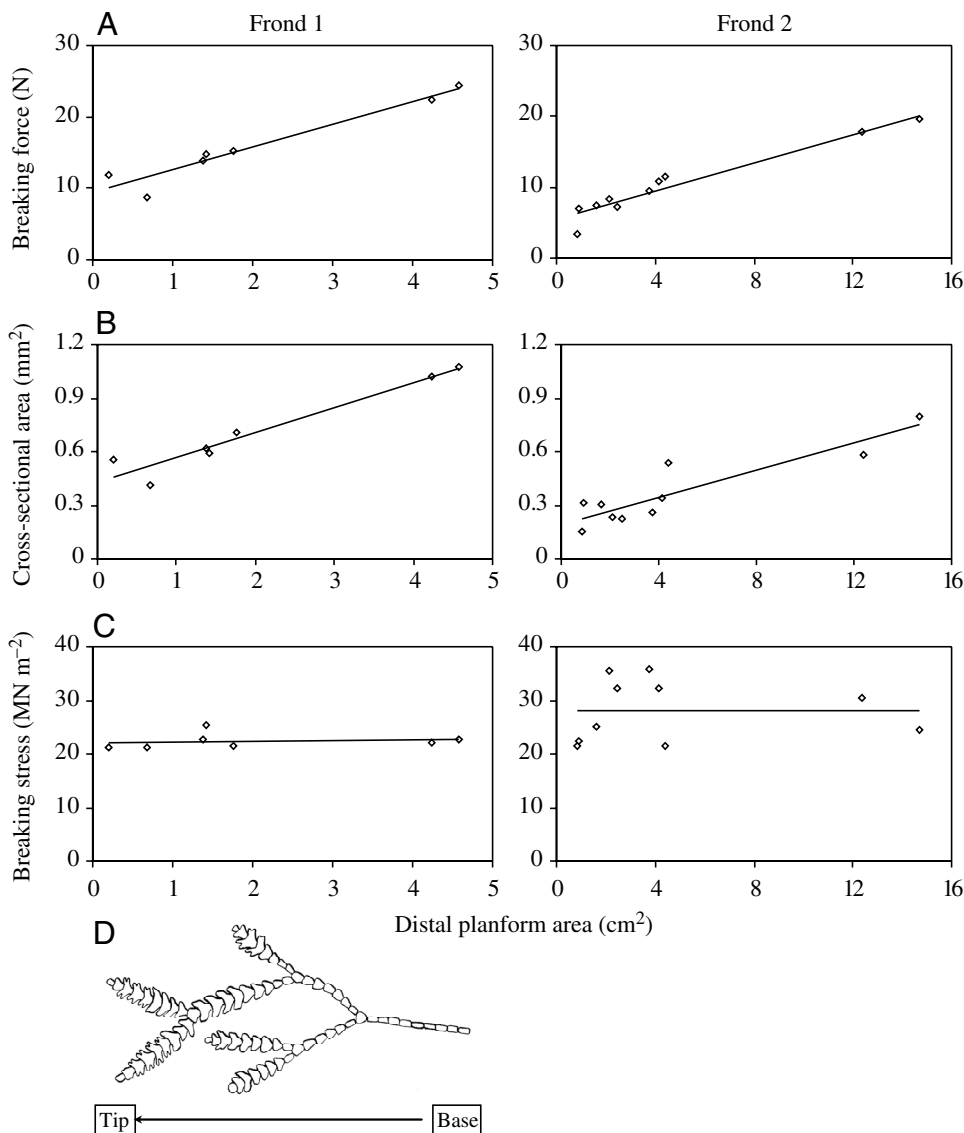 A
Frond 1
Frond 2
Breaking force (N)
30
20
10
0
0 1 2 3 4 5
30
20
10
0
0 4 8 12 16
B
Cross-sectional area (mm²)
1.2
0.9
0.6
0.3
0
0 1 2 3 4 5
1.2
0.9
0.6
0.3
0
0 4 8 12 16
C
Breaking stress (MN m⁻²)
40
30
20
10
0
0 1 2 3 4 5
40
30
20
10
0
0 4 8 12 16
Distal planform area (cm²)
D
Tip
Base